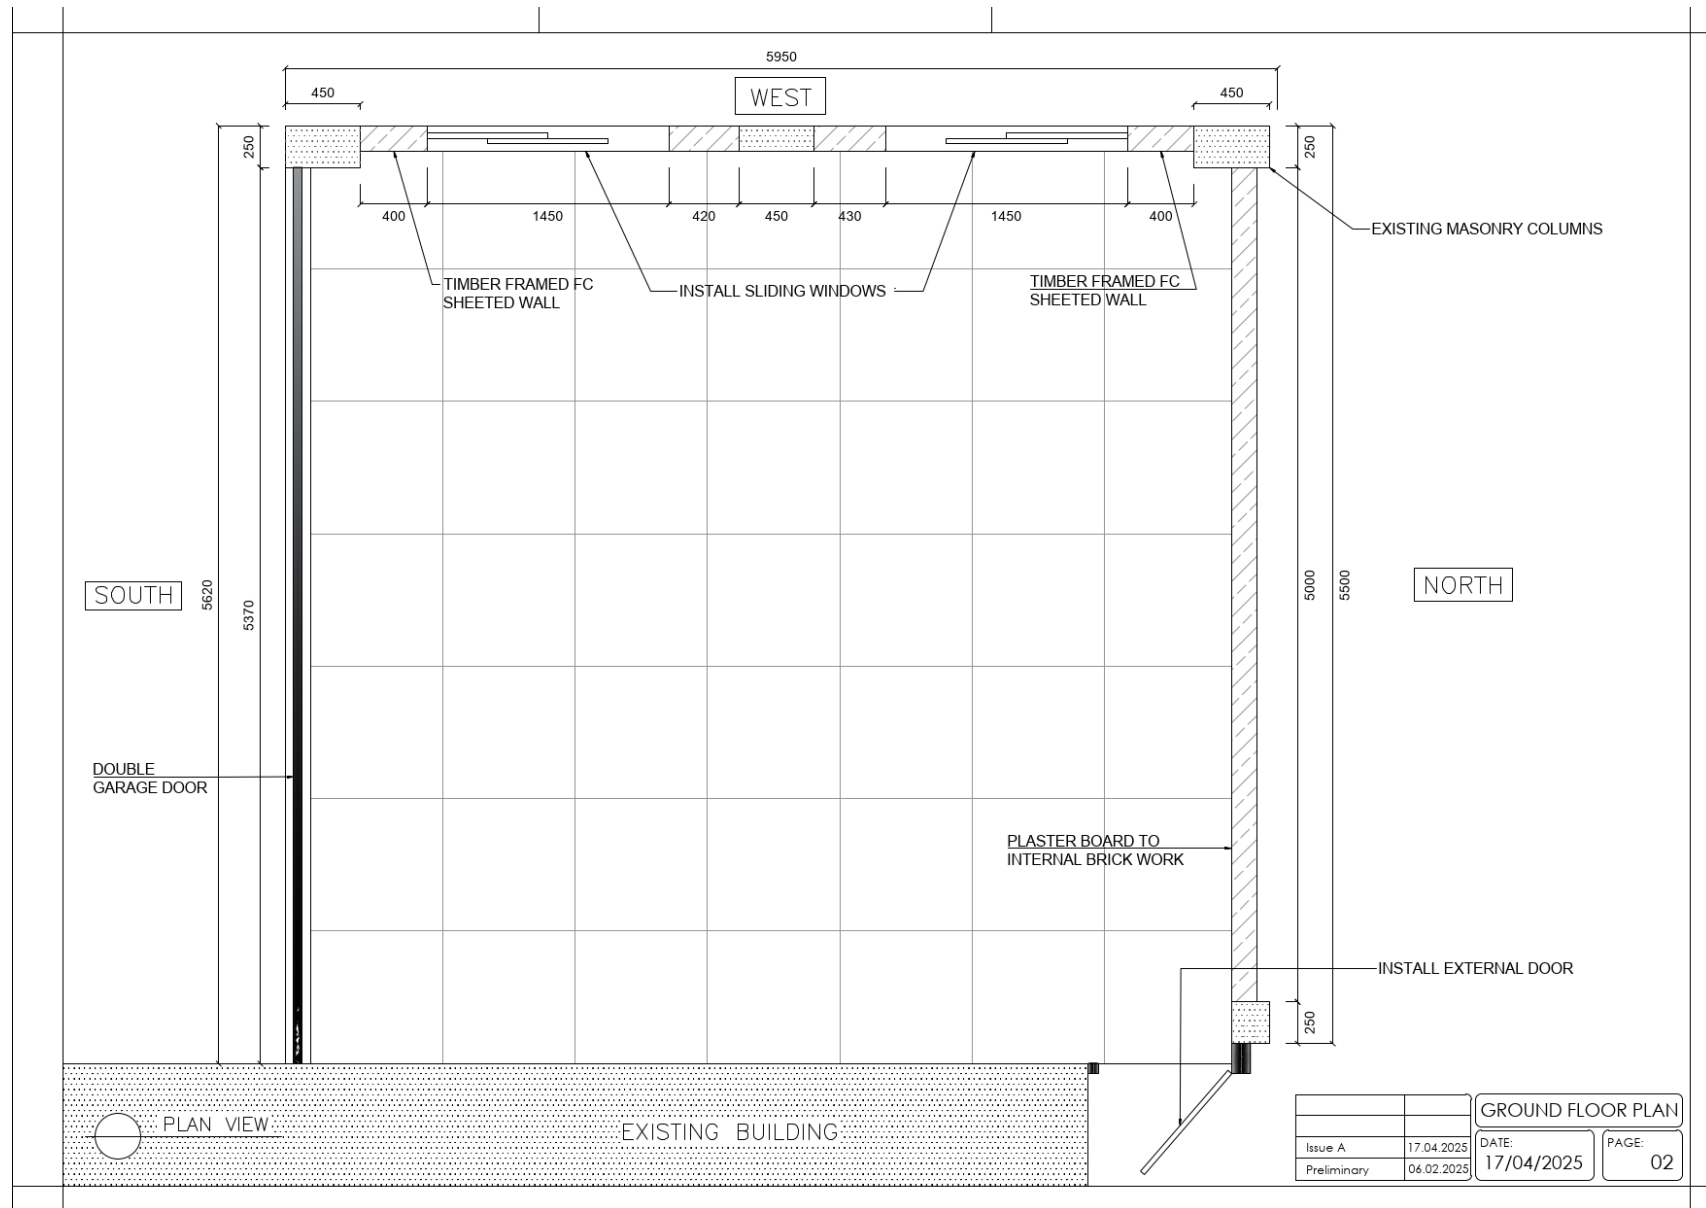 5950
450
WEST
450
250
250
400
1450
420
450
430
1450
400
EXISTING MASONRY COLUMNS
TIMBER FRAMED FC
SHEETED WALL
INSTALL SLIDING WINDOWS
TIMBER FRAMED FC
SHEETED WALL
SOUTH
5620
5370
5000
5500
NORTH
DOUBLE
GARAGE DOOR
PLASTER BOARD TO
INTERNAL BRICK WORK
INSTALL EXTERNAL DOOR
250
PLAN VIEW
EXISTING BUILDING
GROUND FLOOR PLAN
Issue A 17.04.2025
Preliminary 06.02.2025
DATE:
17/04/2025
PAGE:
02